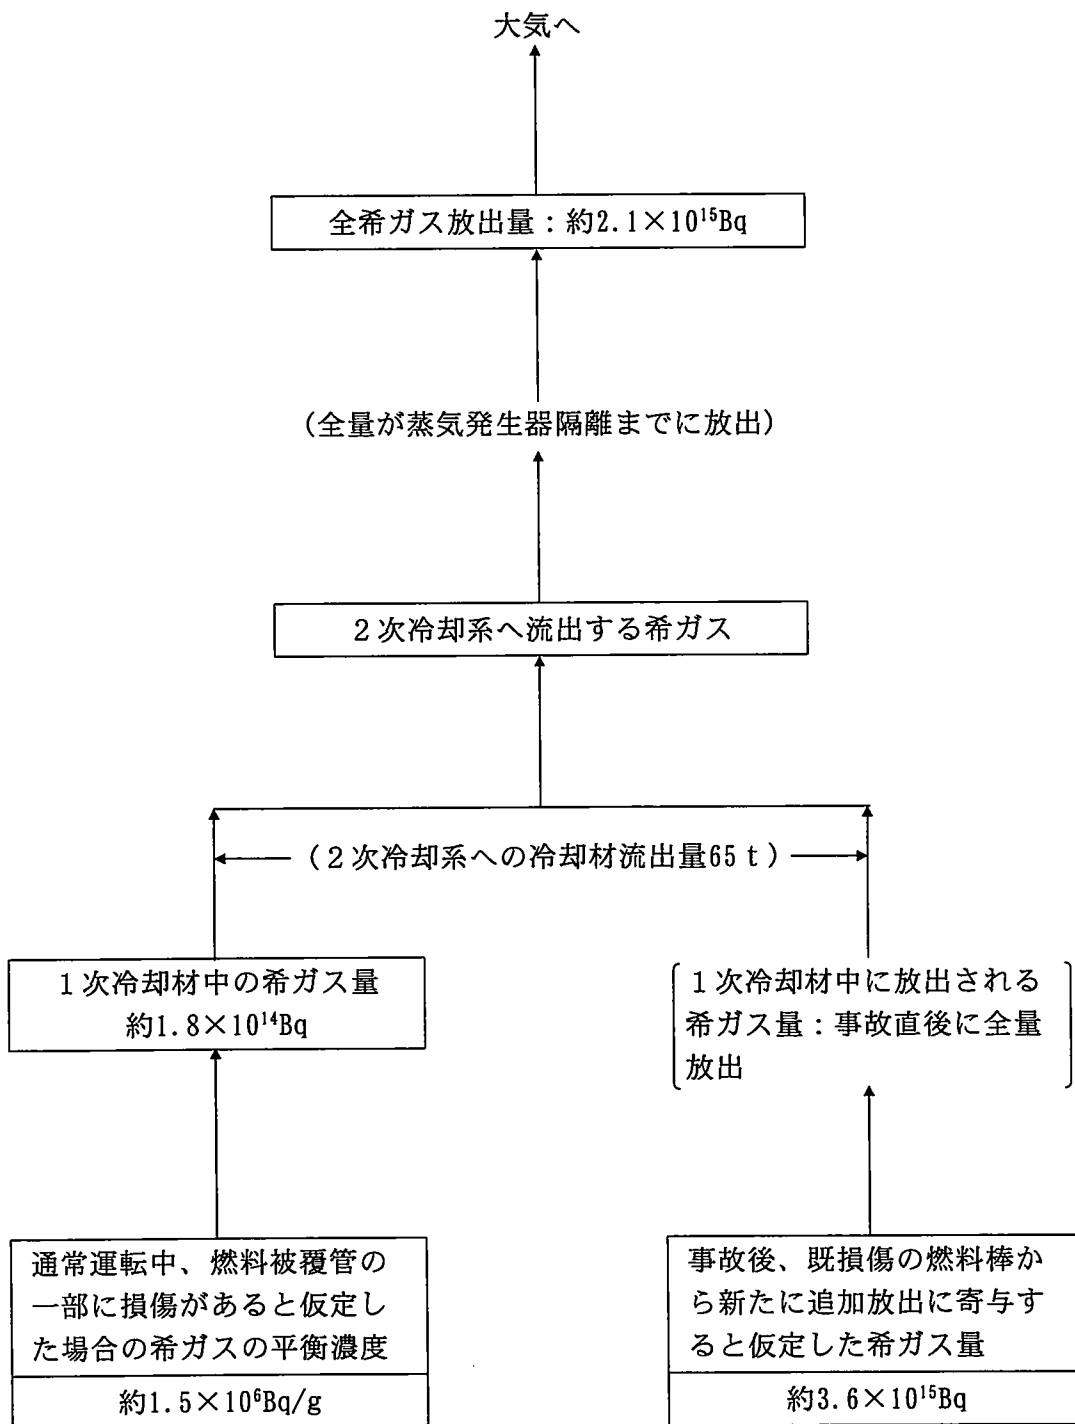 大気へ
全希ガス放出量:約2.1×10¹⁵Bq
(全量が蒸気発生器隔離までに放出)
2次冷却系へ流出する希ガス
(2次冷却系への冷却材流出量65t)
1次冷却材中の希ガス量
約1.8×10¹⁴Bq
1次冷却材中に放出される
希ガス量:事故直後に全量
放出
通常運転中、燃料被覆管の
一部に損傷があると仮定し
た場合の希ガスの平衡濃度
約1.5×10⁶Bq/g
事故後、既損傷の燃料棒か
ら新たに追加放出に寄与す
ると仮定した希ガス量
約3.6×10¹⁵Bq